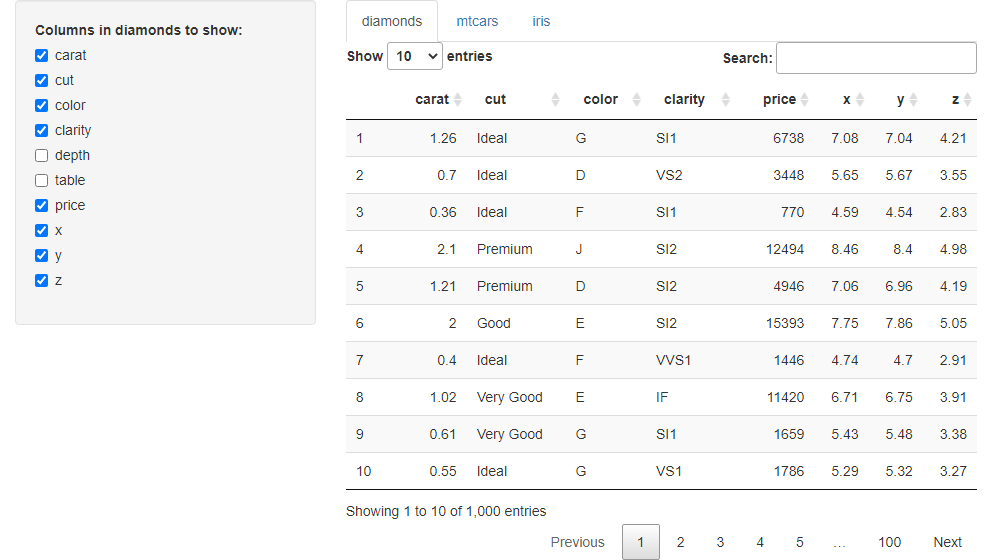 Columns in diamonds to show:
carat
cut
color
clarity
depth
table
price
x
y
z
diamonds mtcars iris
Show 10 entries Search:
carat cut color clarity price x y z
1 1.26 Ideal G SI1 6738 7.08 7.04 4.21
2 0.7 Ideal D VS2 3448 5.65 5.67 3.55
3 0.36 Ideal F SI1 770 4.59 4.54 2.83
4 2.1 Premium J SI2 12494 8.46 8.4 4.98
5 1.21 Premium D SI2 4946 7.06 6.96 4.19
6 2 Good E SI2 15393 7.75 7.86 5.05
7 0.4 Ideal F VVS1 1446 4.74 4.7 2.91
8 1.02 Very Good E IF 11420 6.71 6.75 3.91
9 0.61 Very Good G SI1 1659 5.43 5.48 3.38
10 0.55 Ideal G VS1 1786 5.29 5.32 3.27
Showing 1 to 10 of 1,000 entries
Previous 1 2 3 4 5 … 100 Next